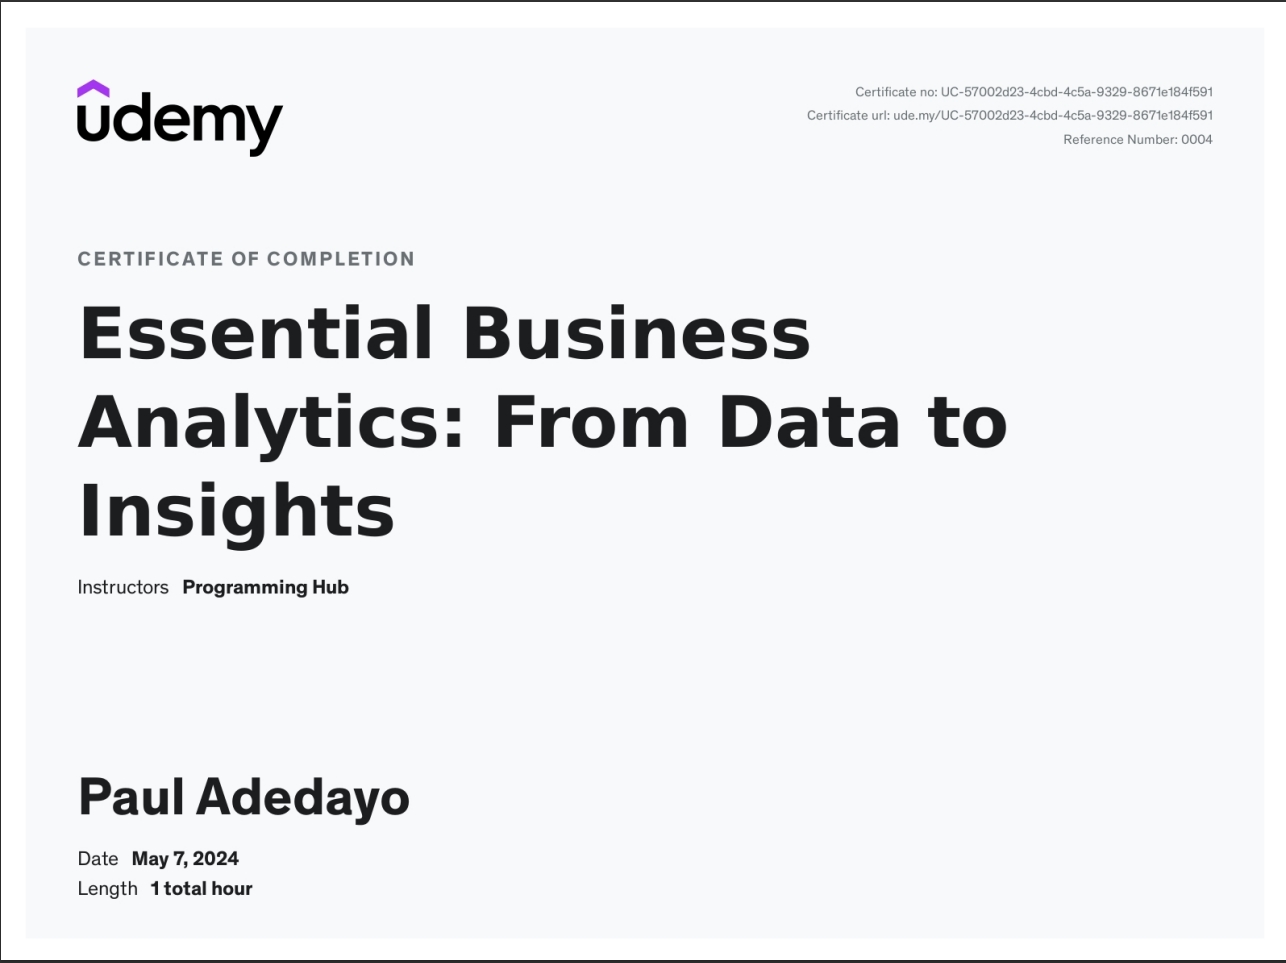 udemy
Certificate no: UC-57002d23-4cbd-4c5a-9329-8671e184f591
Certificate url: ude.my/UC-57002d23-4cbd-4c5a-9329-8671e184f591
Reference Number: 0004
CERTIFICATE OF COMPLETION
Essential Business
Analytics: From Data to
Insights
Instructors Programming Hub
Paul Adedayo
Date May 7, 2024
Length 1 total hour